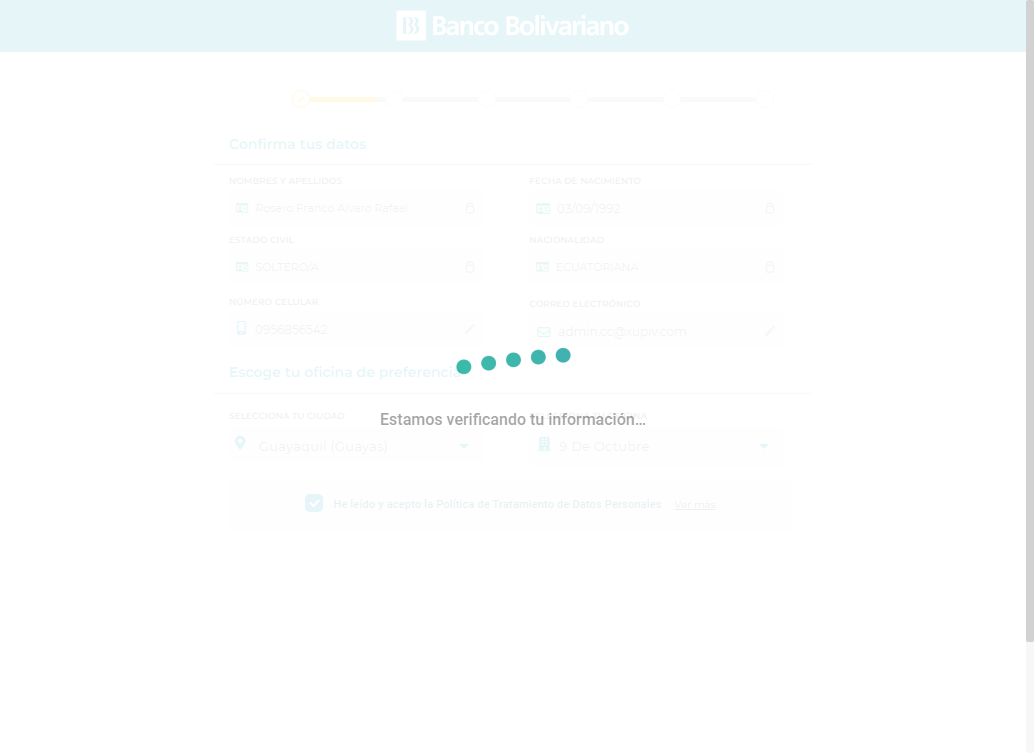 Banco Bolivariano
Confirma tus datos
NOMBRES Y APELLIDOS
FECHA DE NACIMIENTO
Rosero Franco Alvaro Rafael
03/09/1992
ESTADO CIVIL
NACIONALIDAD
SOLTERO/A
ECUATORIANA
NÚMERO CELULAR
CORREO ELECTRÓNICO
0956856542
admin.cc@xupiv.com
Escoge tu oficina de preferencia
SELECCIONA TU CIUDAD
Estamos verificando tu información...
Guayaquil (Guayas)
9 De Octubre
He leído y acepto la Política de Tratamiento de Datos Personales
Ver más